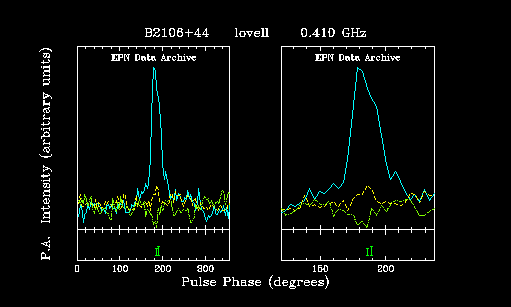 B2106+44 lovell 0.410 GHz
EPN Data Archive EPN Data Archive
P.A. Intensity (arbitrary units)
0 100 200 300 160 200
Pulse Phase (degrees)